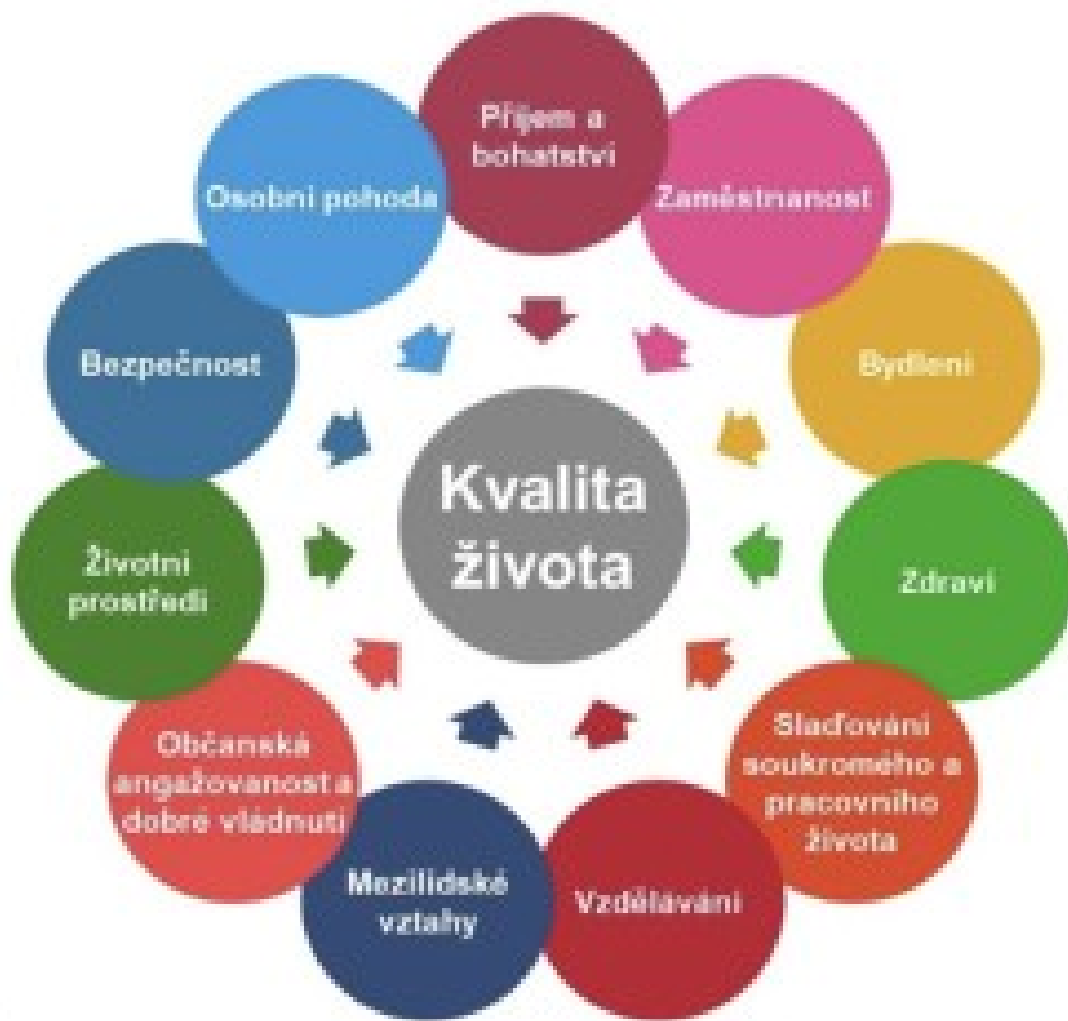 Příjem a
bohatství
Zaměstnanost
Bydlení
Zdraví
Slaďování
soukromého a
pracovního
života
Vzdělávání
Mezilidské
vztahy
Občanská
angažovanost a
dobré vládnutí
Životní
prostředí
Bezpečnost
Osobní pohoda
Kvalita
života